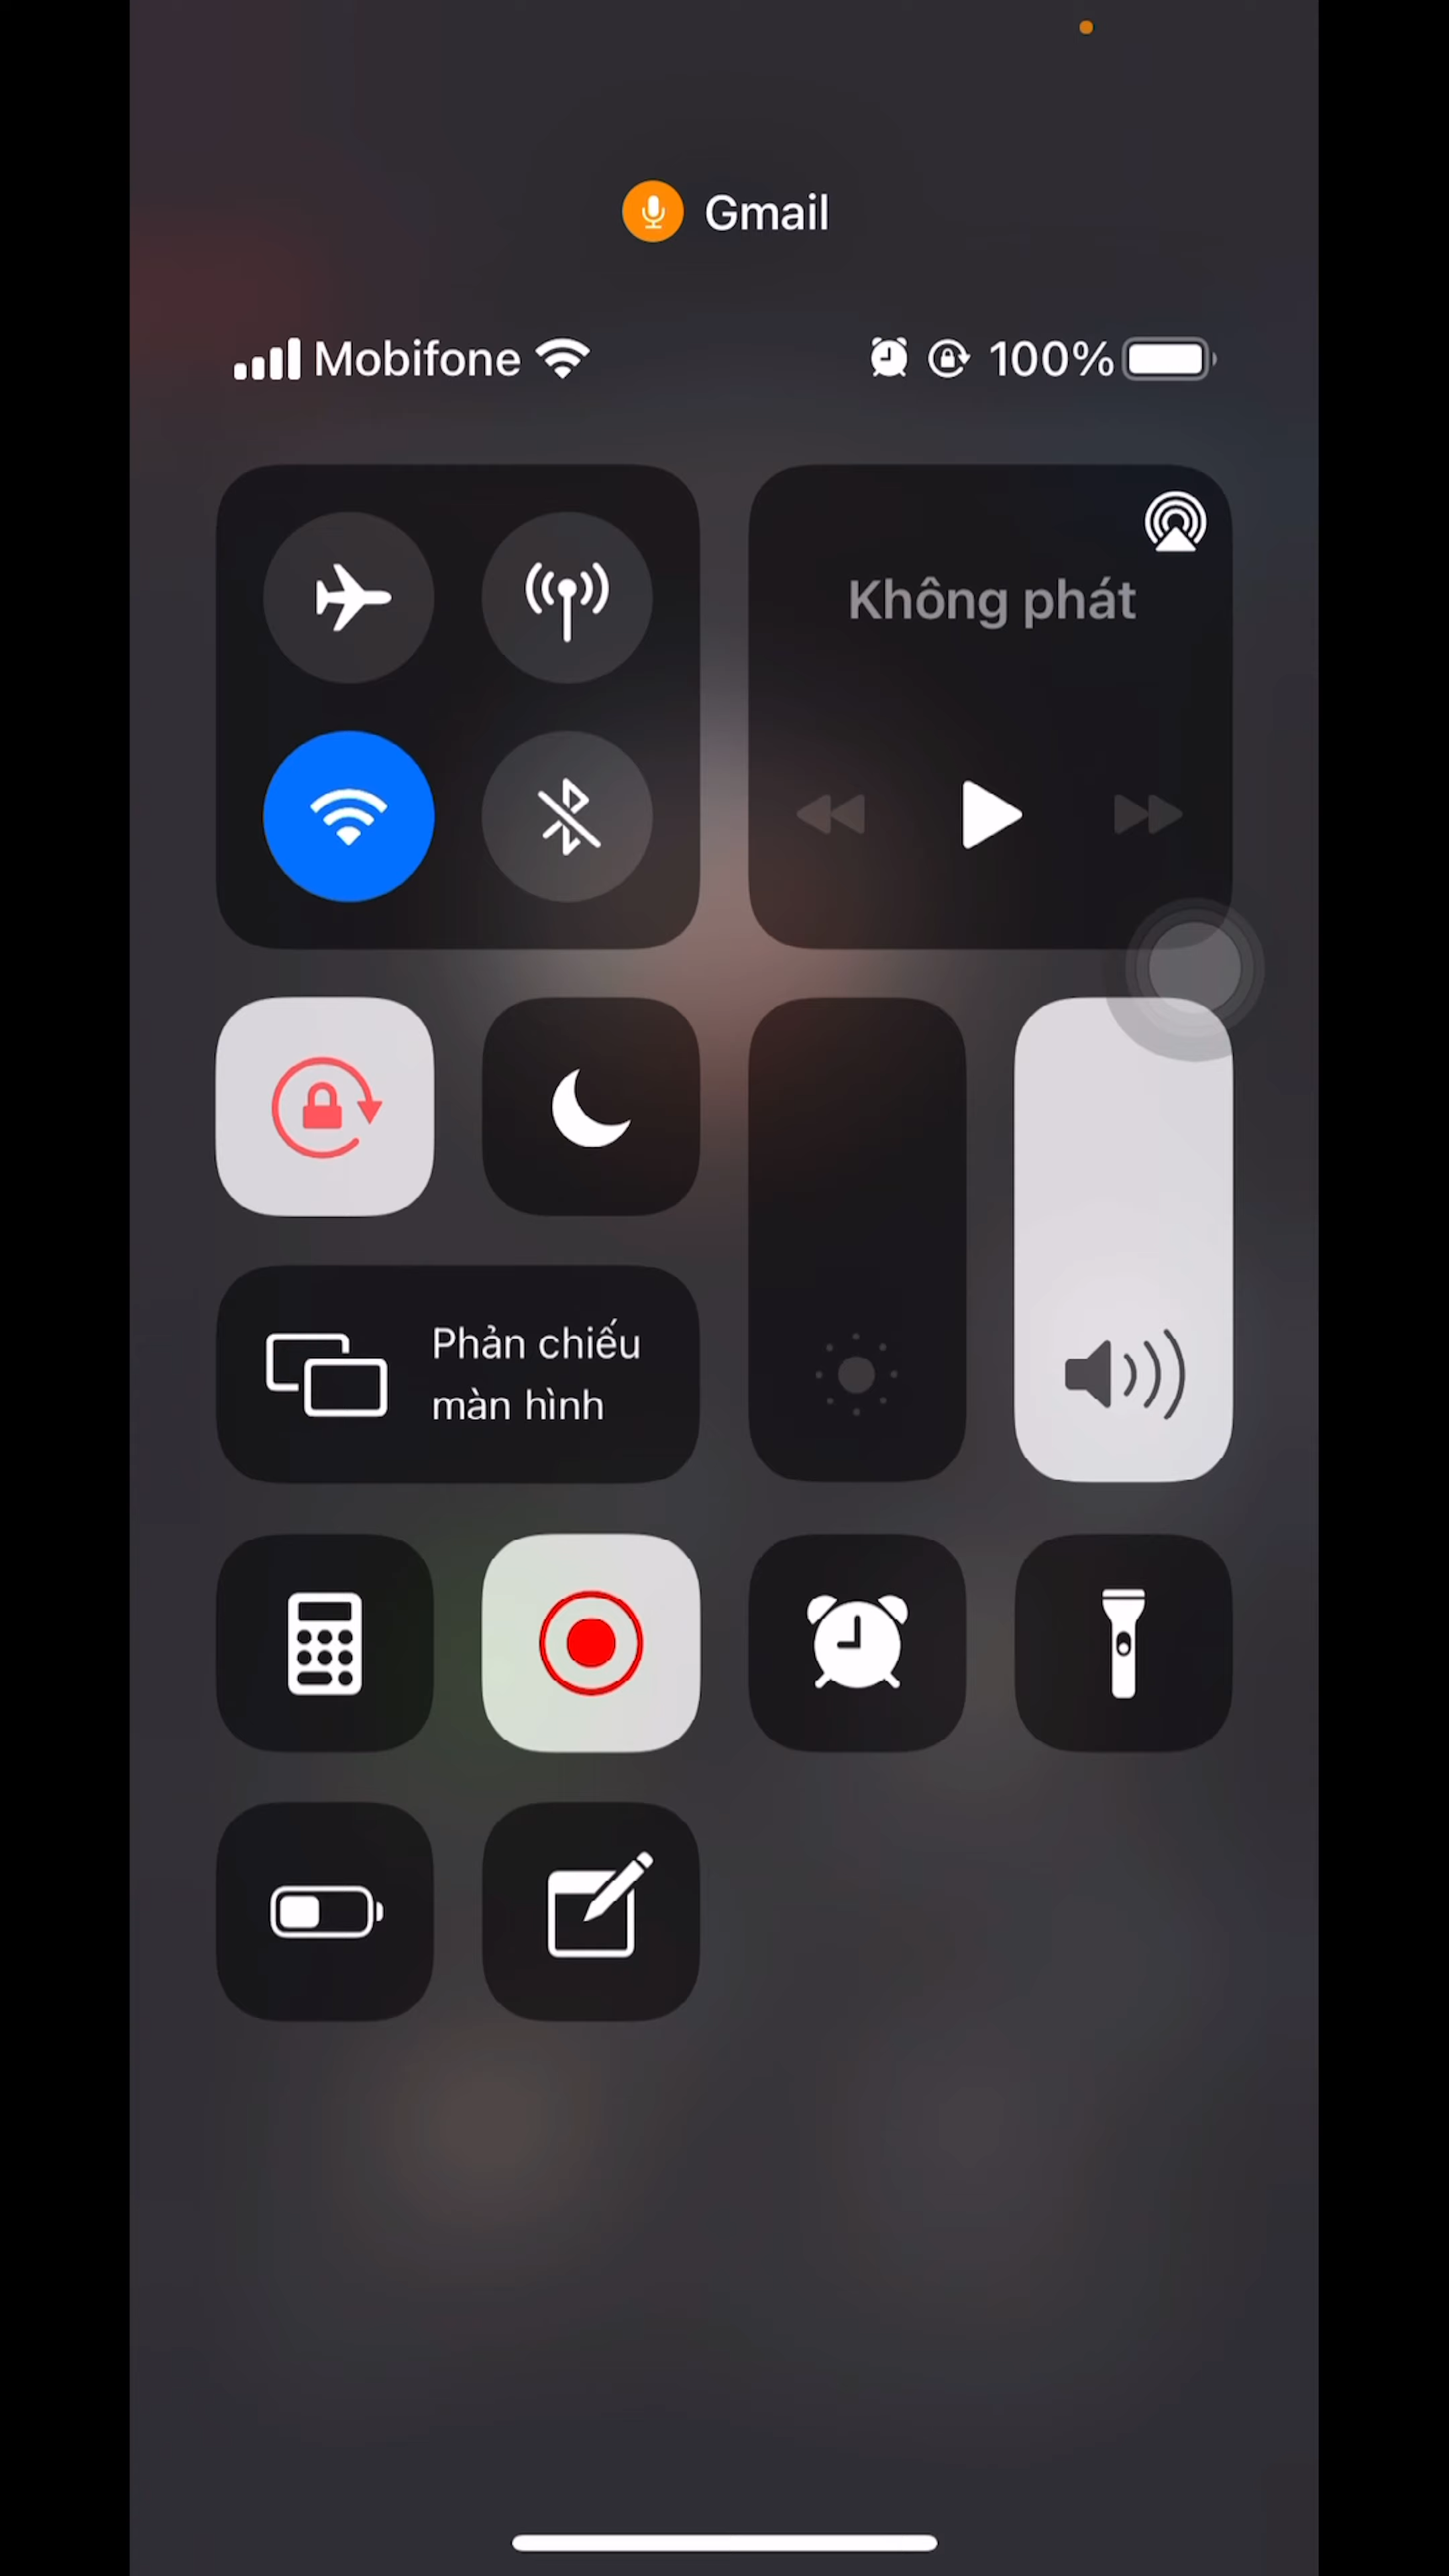 Gmail
Mobifone
100%
Không phát
Phản chiếu
màn hình